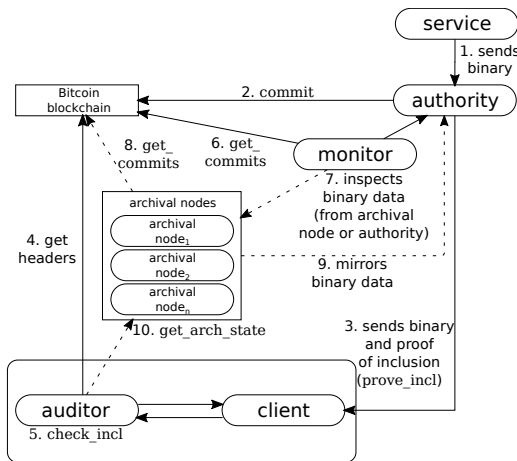 service
1. sends
binary
Bitcoin
blockchain
2. commit
authority
8. get_
commits
6. get_
commits
monitor
7. inspects
binary data
(from archival
node or authority)
archival nodes
archival
node1
archival
node2
archival
noden
4. get
headers
9. mirrors
binary data
10. get_arch_state
3. sends binary
and proof
of inclusion
(prove_incl)
auditor
client
5. check_incl